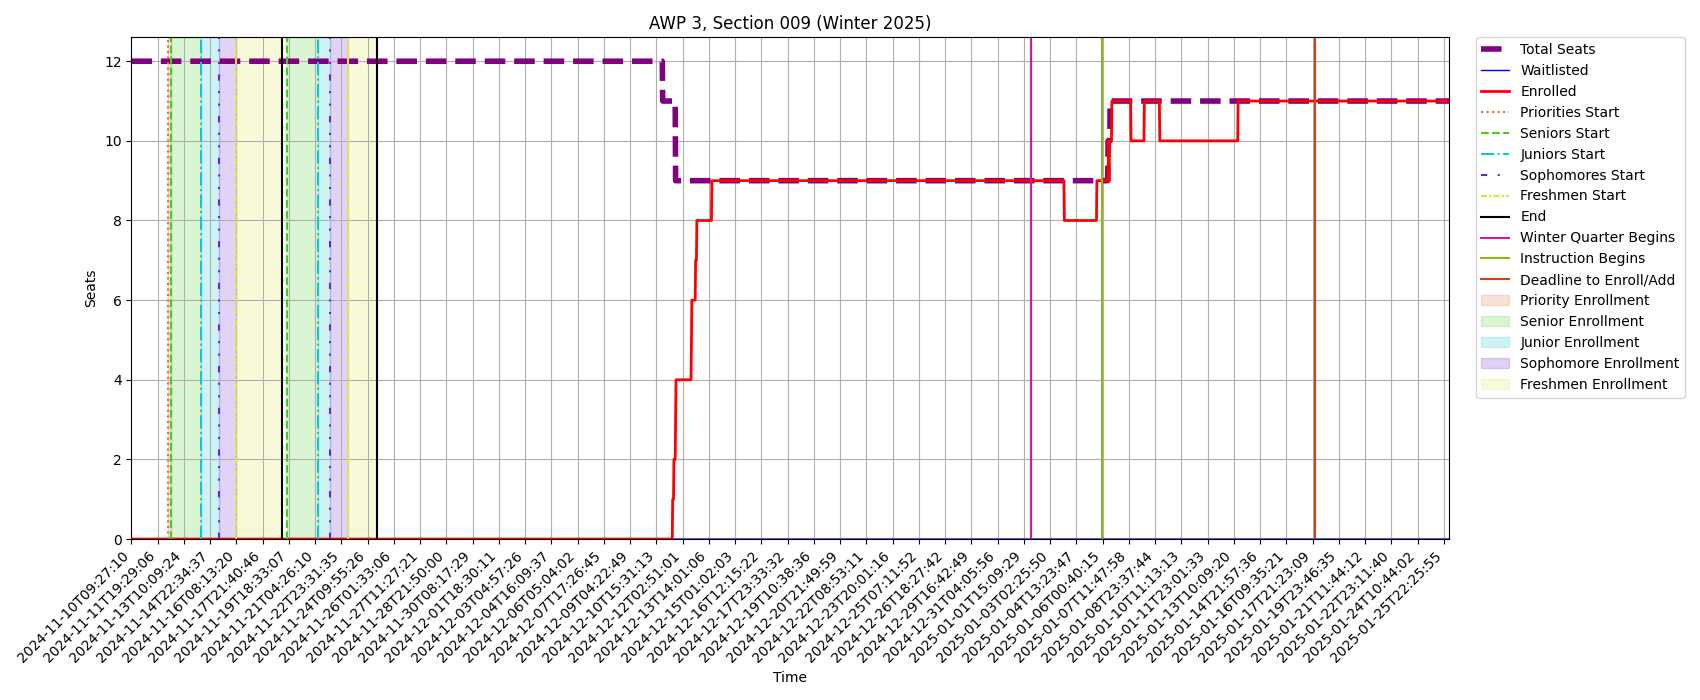 AWP 3, Section 009 (Winter 2025)
Seats
12
10
8
6
4
2
0
2024-11-10T09:27:10
2024-11-11T19:29:06
2024-11-13T10:09:24
2024-11-14T22:34:37
2024-11-16T08:13:20
2024-11-17T21:40:46
2024-11-19T18:33:07
2024-11-21T04:26:10
2024-11-22T23:31:35
2024-11-24T09:55:26
2024-11-26T01:33:06
2024-11-27T11:27:21
2024-11-28T21:50:00
2024-11-30T08:17:29
2024-12-01T18:30:11
2024-12-03T04:57:26
2024-12-04T16:09:37
2024-12-06T05:04:02
2024-12-07T17:26:45
2024-12-09T04:22:49
2024-12-10T15:31:13
2024-12-12T02:51:01
2024-12-13T14:01:06
2024-12-15T01:02:03
2024-12-16T12:15:22
2024-12-17T23:33:32
2024-12-19T10:38:36
2024-12-20T21:49:59
2024-12-22T08:53:11
2024-12-23T20:01:16
2024-12-25T07:11:52
2024-12-26T18:27:42
2024-12-29T16:42:49
2024-12-31T04:05:56
2025-01-01T15:09:29
2025-01-03T02:25:50
2025-01-04T13:23:47
2025-01-06T00:40:15
2025-01-07T11:47:58
2025-01-08T23:37:44
2025-01-10T11:13:13
2025-01-11T23:01:33
2025-01-13T10:09:20
2025-01-14T21:57:36
2025-01-16T09:35:21
2025-01-17T21:23:09
2025-01-19T23:46:35
2025-01-21T11:44:12
2025-01-22T23:11:40
2025-01-24T10:44:02
2025-01-25T22:25:55
Time
Total Seats
Waitlisted
Enrolled
Priorities Start
Seniors Start
Juniors Start
Sophomores Start
Freshmen Start
End
Winter Quarter Begins
Instruction Begins
Deadline to Enroll/Add
Priority Enrollment
Senior Enrollment
Junior Enrollment
Sophomore Enrollment
Freshmen Enrollment